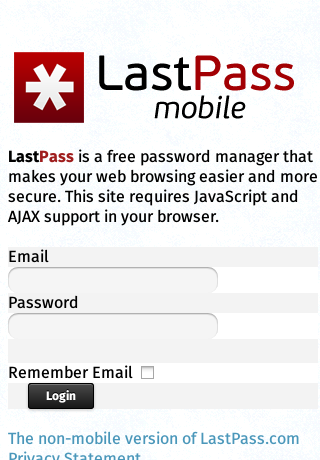 LastPass
mobile
LastPass is a free password manager that
makes your web browsing easier and more
secure. This site requires JavaScript and
AJAX support in your browser.
Email
Password
Remember Email
Login
The non-mobile version of LastPass.com
Privacy Statement